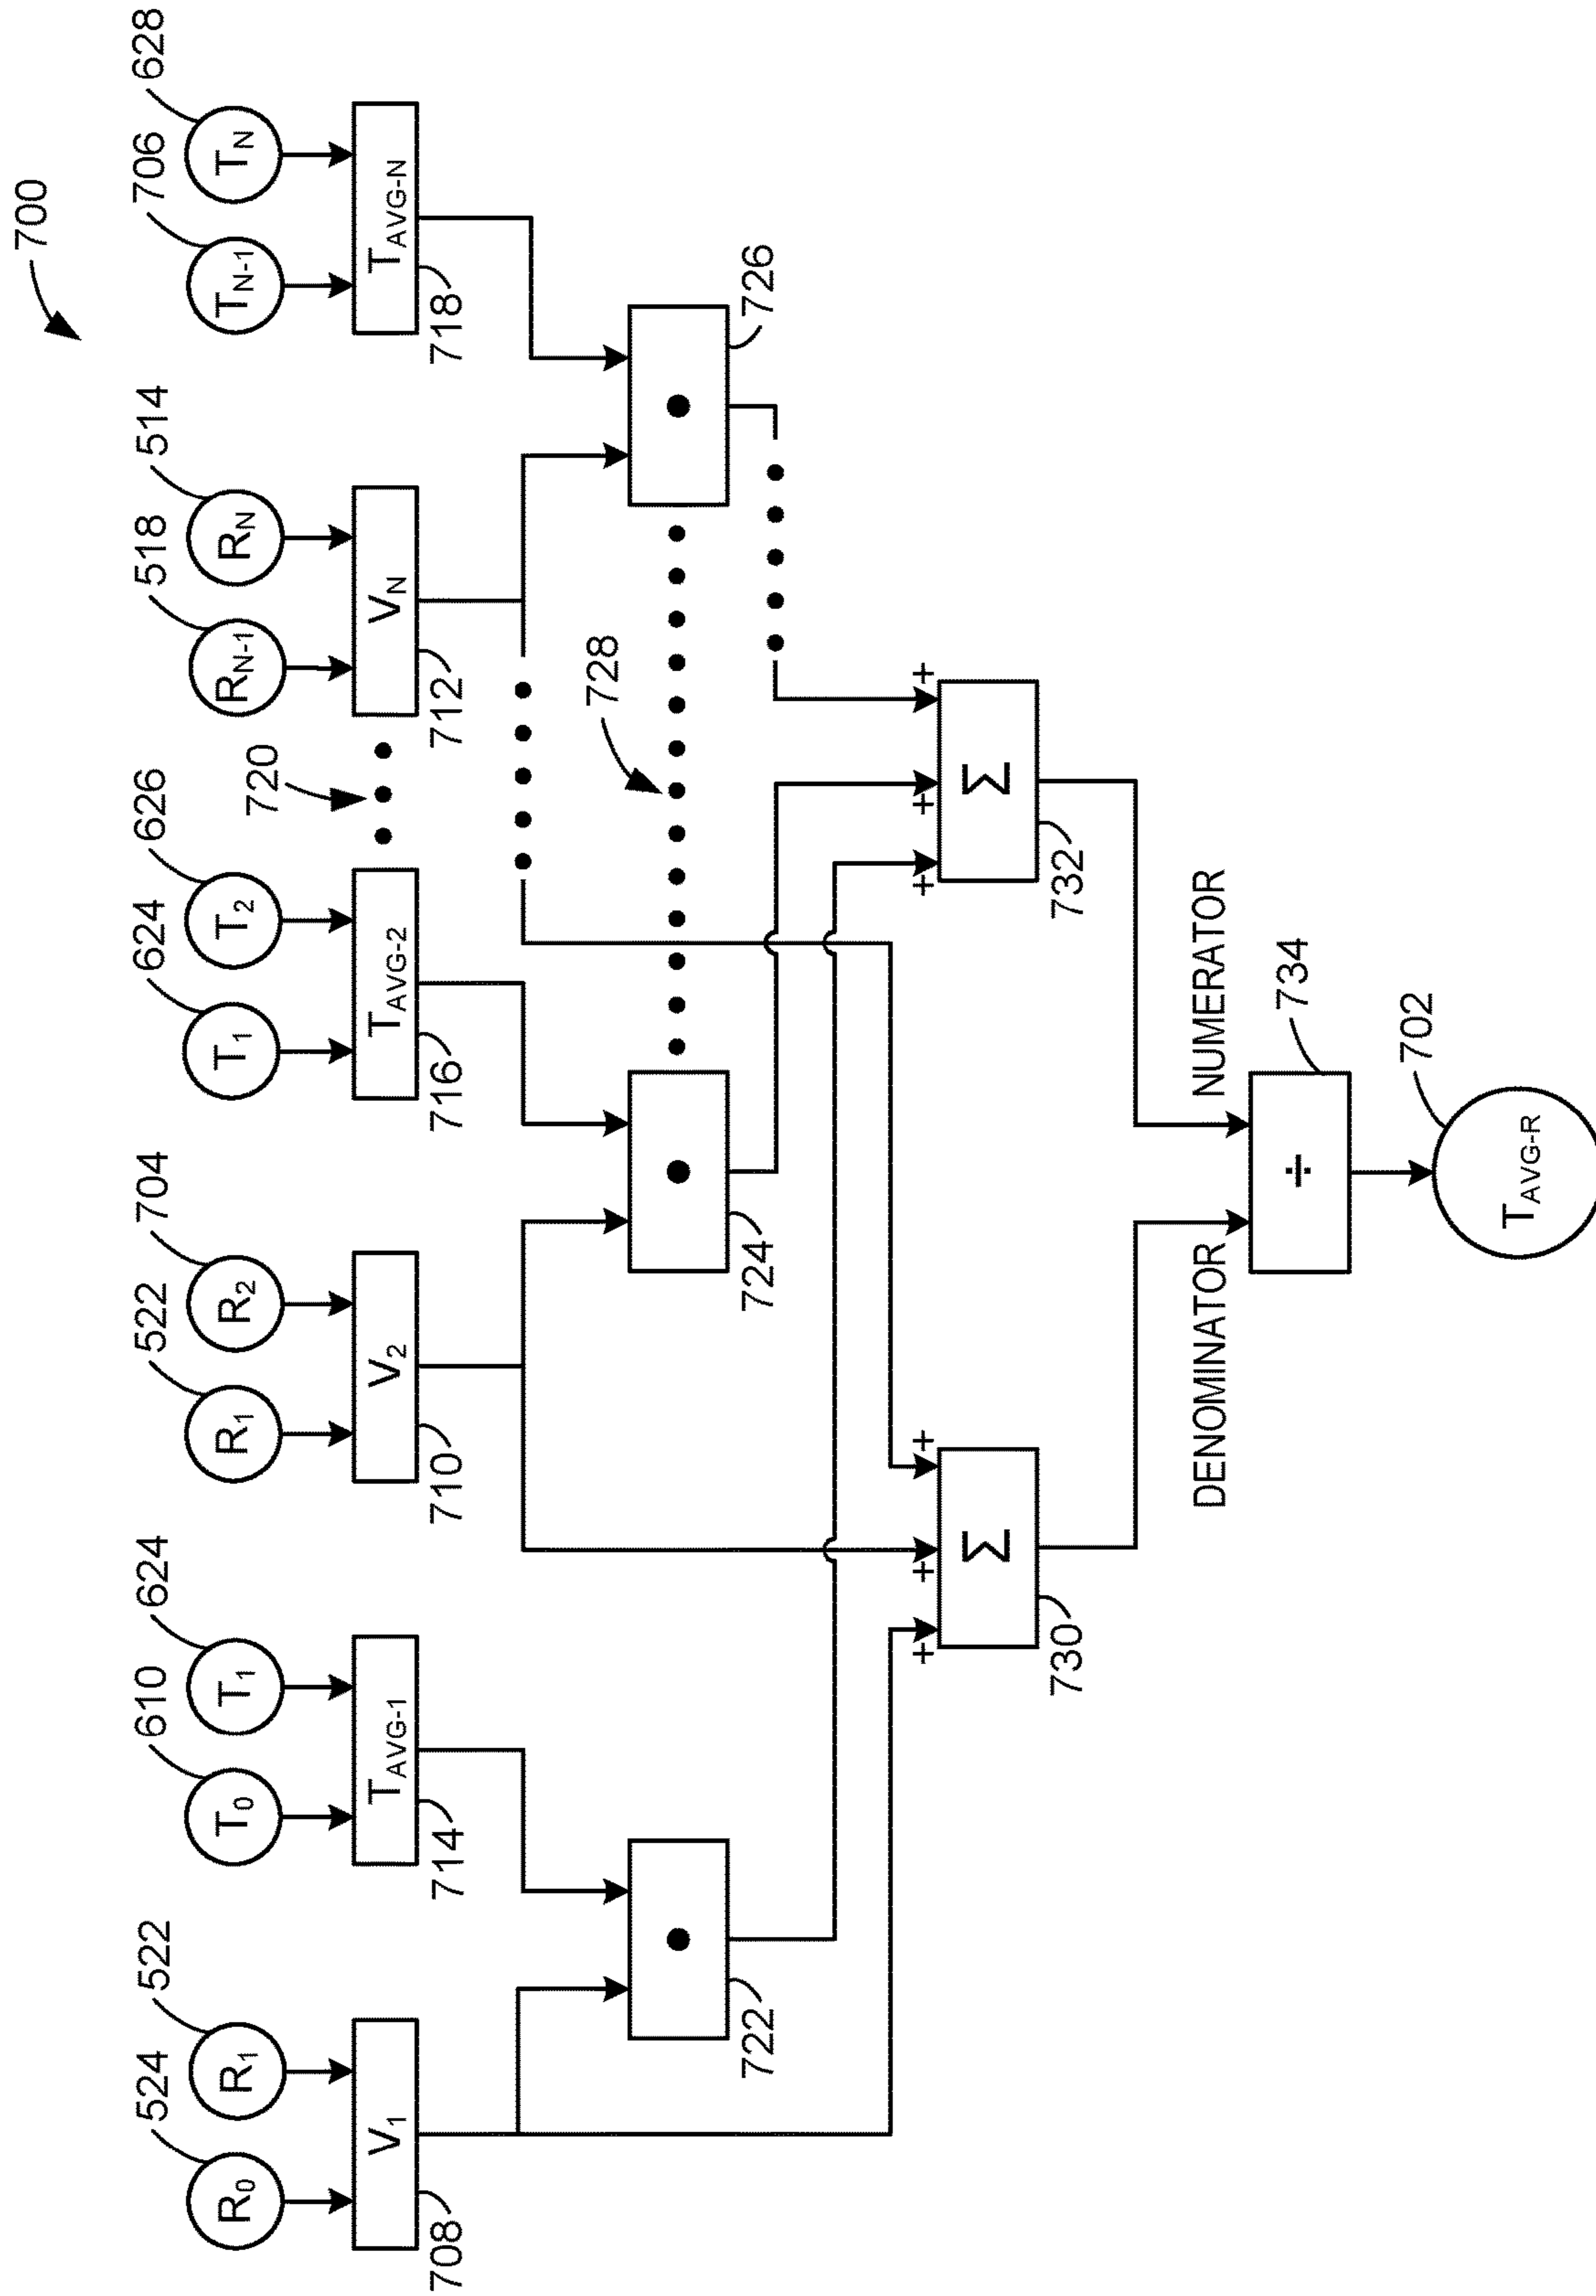 700
524 522 610 624 522 704 624 626 518 514 706 628
R0 R1 T0 T1 R1 R2 T1 T2 RN-1 RN TN-1 TN
720
V1 TAVG-1 V2 TAVG-2 VN TAVG-N
708 714 710 716 712 718
728
• • • •
722 724 726
+ + + + + +
Σ Σ
730 732
DENOMINATOR NUMERATOR
÷
734
702
TAVG-R